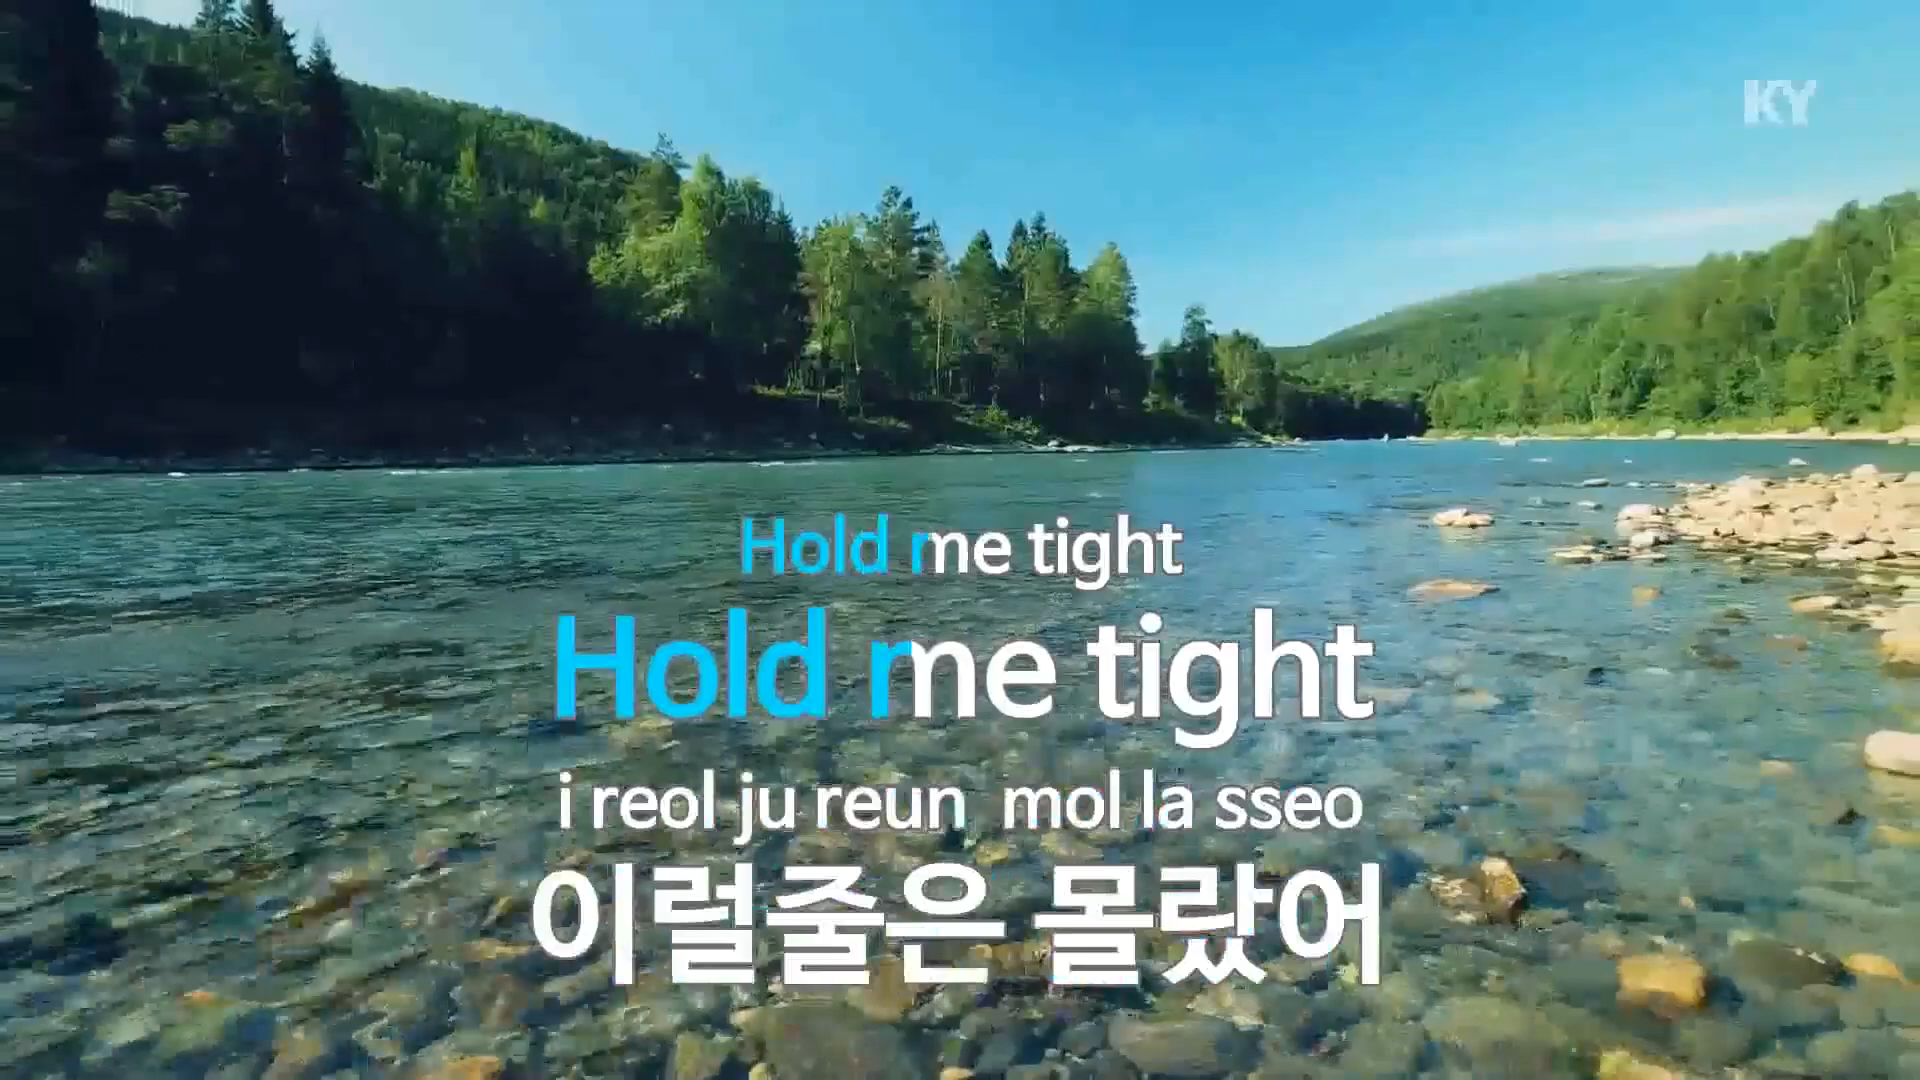 KY
Hold me tight
Hold me tight
i reol ju reun  mol la sseo
이럴줄은 몰랐어